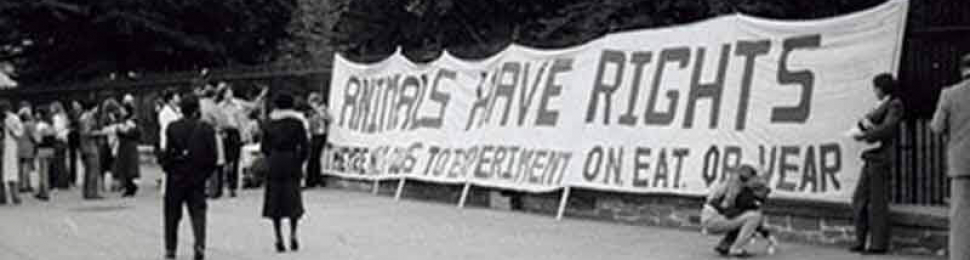 ANIMALS HAVE RIGHTS
TO EXPERIMENT ON. EAT. OR WEAR